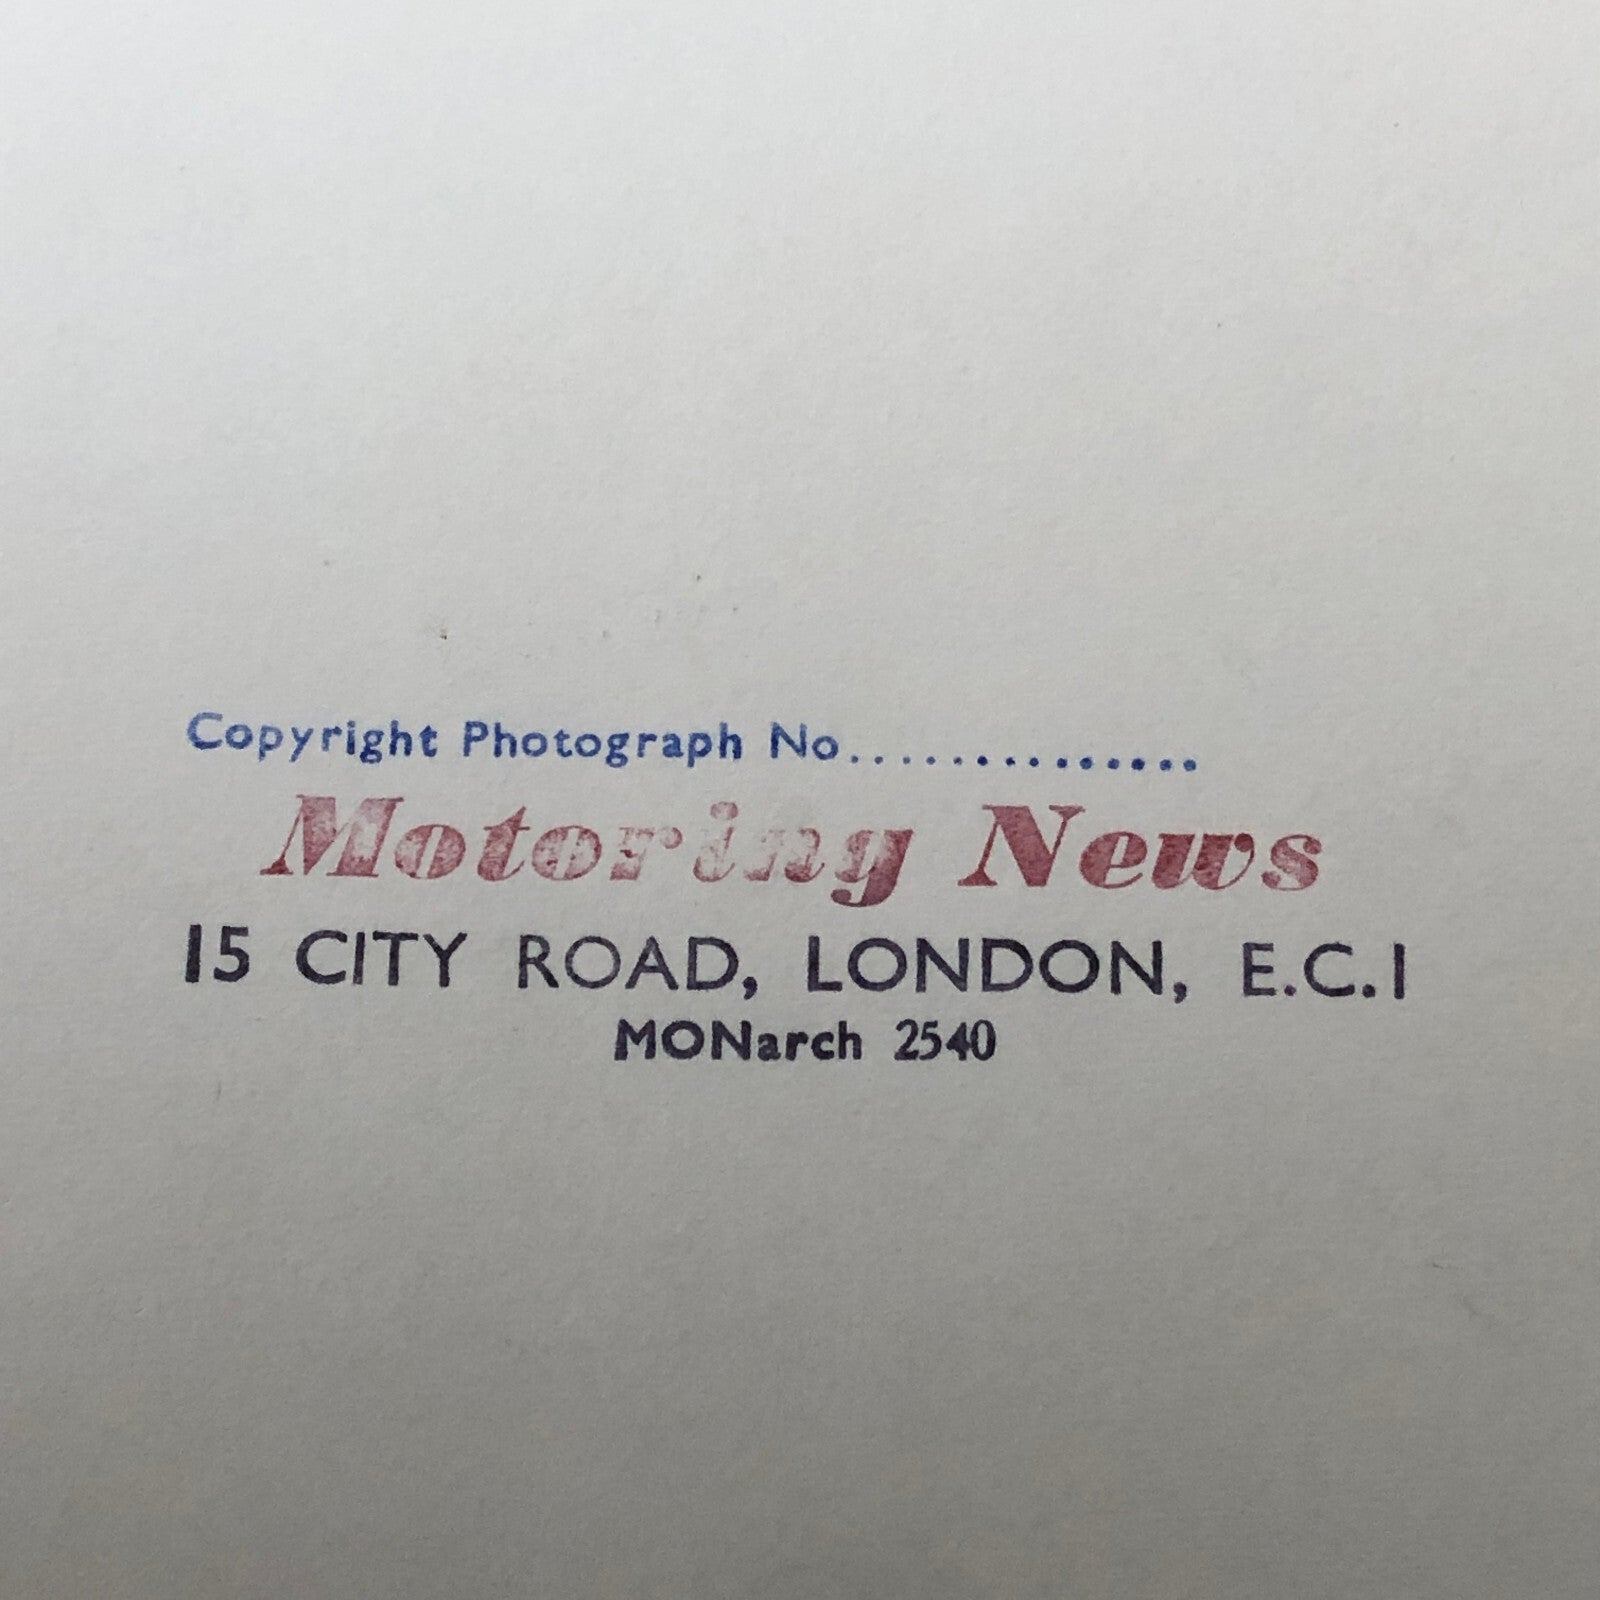 Copyright Photograph No...............
Motoring News
15 CITY ROAD, LONDON, E.C.1
MONarch 2540